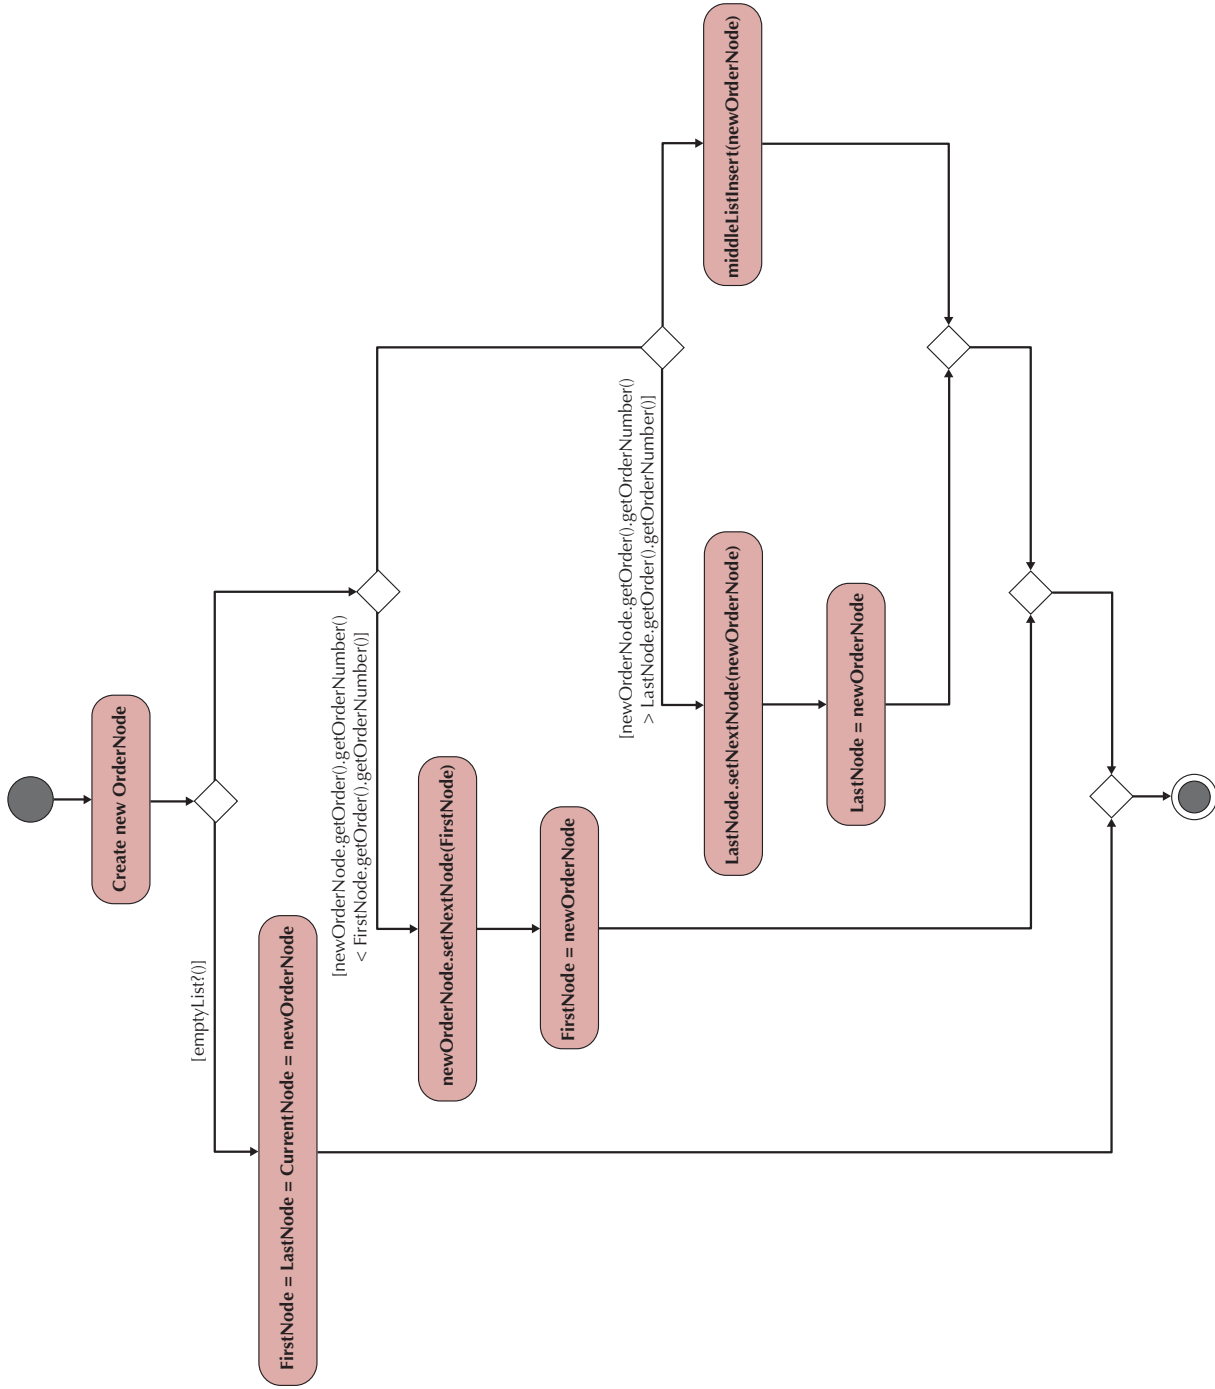 Create new OrderNode
[emptyList?()]
FirstNode = LastNode = CurrentNode = newOrderNode
[newOrderNode.getOrder().getOrderNumber()
< FirstNode.getOrder().getOrderNumber()]
newOrderNode.setNextNode(FirstNode)
FirstNode = newOrderNode
[newOrderNode.getOrder().getOrderNumber()
> LastNode.getOrder().getOrderNumber()]
LastNode.setNextNode(newOrderNode)
LastNode = newOrderNode
middleListInsert(newOrderNode)